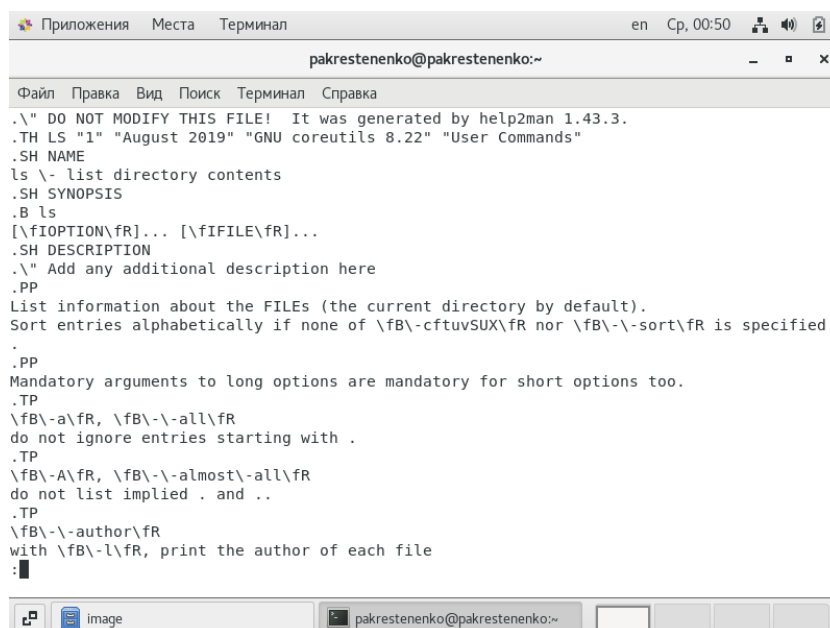 Приложения Места Терминал en Ср, 00:50
pakrestenenko@pakrestenenko:~
Файл Правка Вид Поиск Терминал Справка
.\" DO NOT MODIFY THIS FILE!  It was generated by help2man 1.43.3.
.TH LS "1" "August 2019" "GNU coreutils 8.22" "User Commands"
.SH NAME
ls \- list directory contents
.SH SYNOPSIS
.B ls
[\fIOPTION\fR]... [\fIFILE\fR]...
.SH DESCRIPTION
.\" Add any additional description here
.PP
List information about the FILEs (the current directory by default).
Sort entries alphabetically if none of \fB\-cftuvSUX\fR nor \fB\-\-sort\fR is specified
.
.PP
Mandatory arguments to long options are mandatory for short options too.
.TP
\fB\-a\fR, \fB\-\-all\fR
do not ignore entries starting with .
.TP
\fB\-A\fR, \fB\-\-almost\-all\fR
do not list implied . and ..
.TP
\fB\-\-author\fR
with \fB\-l\fR, print the author of each file
:
image pakrestenenko@pakrestenenko:~